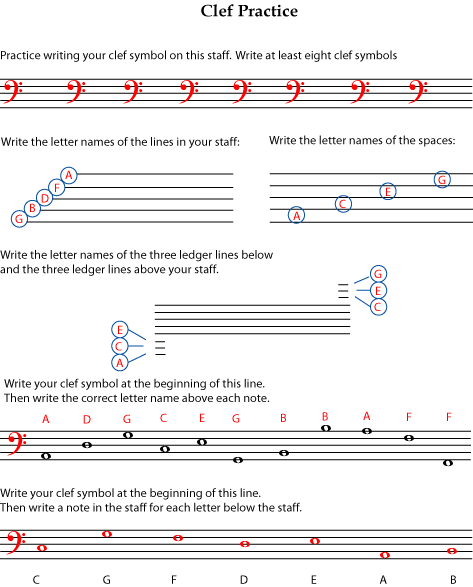 Clef Practice
Practice writing your clef symbol on this staff. Write at least eight clef symbols
Write the letter names of the lines in your staff:
G B D F A
Write the letter names of the spaces:
A C E G
Write the letter names of the three ledger lines below
and the three ledger lines above your staff.
G
E
C
E
C
A
Write your clef symbol at the beginning of this line.
Then write the correct letter name above each note.
A D G C E G B B A F F
Write your clef symbol at the beginning of this line.
Then write a note in the staff for each letter below the staff.
C G F D E A B